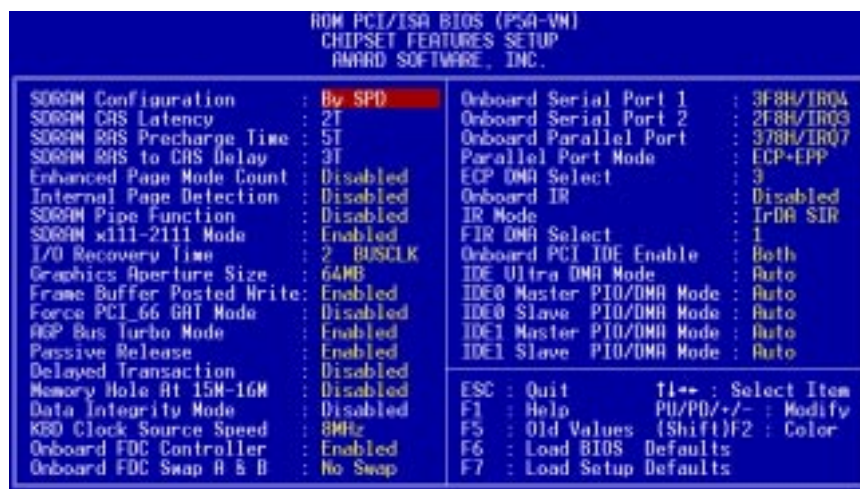 ROM PCI/ISA BIOS (P5A-VM)
CHIPSET FEATURES SETUP
AWARD SOFTWARE, INC.
SDRAM Configuration : By SPD
SDRAM CAS Latency : 2T
SDRAM RAS Precharge Time : 5T
SDRAM RAS to CAS Delay : 3T
Enhanced Page Mode Count : Disabled
Internal Page Detection : Disabled
SDRAM Pipe Function : Disabled
SDRAM x111-2111 Mode : Enabled
I/O Recovery Time : 2 BUSCLK
Graphics Aperture Size : 64MB
Frame Buffer Posted Write: Enabled
Force PCI_66 GAT Mode : Disabled
AGP Bus Turbo Mode : Enabled
Passive Release : Enabled
Delayed Transaction : Disabled
Memory Hole At 15M-16M : Disabled
Data Integrity Mode : Disabled
KBD Clock Source Speed : 8MHz
Onboard FDC Controller : Enabled
Onboard FDC Swap A & B : No Swap
Onboard Serial Port 1 : 3F8H/IRQ4
Onboard Serial Port 2 : 2F8H/IRQ3
Onboard Parallel Port : 378H/IRQ7
Parallel Port Mode : ECP+EPP
ECP DMA Select : 3
Onboard IR : Disabled
IR Mode : IrDA SIR
FIR DMA Select : 1
Onboard PCI IDE Enable : Both
IDE Ultra DMA Mode : Auto
IDE0 Master PIO/DMA Mode : Auto
IDE0 Slave PIO/DMA Mode : Auto
IDE1 Master PIO/DMA Mode : Auto
IDE1 Slave PIO/DMA Mode : Auto
ESC : Quit ↑↓→← : Select Item
F1 : Help PU/PD/+/- : Modify
F5 : Old Values (Shift)F2 : Color
F6 : Load BIOS Defaults
F7 : Load Setup Defaults